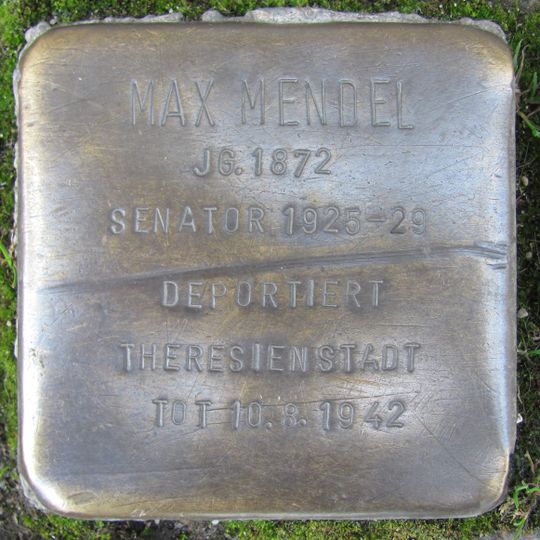 MAX MENDEL
JG. 1872
SENATOR 1925-29
DEPORTIERT
THERESIENSTADT
TOT 10.8.1942